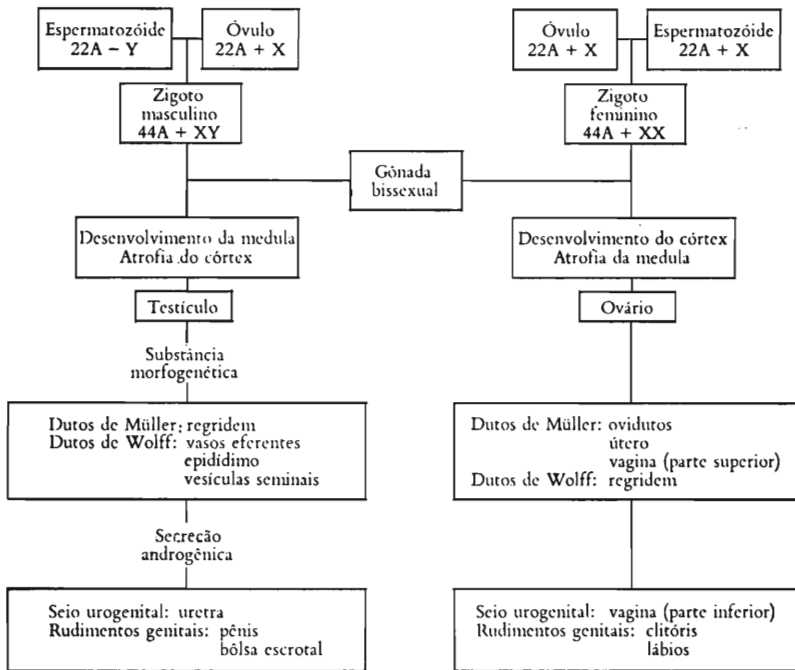 Espermatozóide
22A – Y
Óvulo
22A + X
Óvulo
22A + X
Espermatozóide
22A + X
Zigoto
masculino
44A + XY
Zigoto
feminino
44A + XX
Gônada
bissexual
Desenvolvimento da medula
Atrofia do córtex
Desenvolvimento do córtex
Atrofia da medula
Testículo
Ovário
Substância
morfogenética
Dutos de Müller: regridem
Dutos de Wolff: vasos eferentes
epidídimo
vesículas seminais
Dutos de Müller: ovidutos
útero
vagina (parte superior)
Dutos de Wolff: regridem
Secreção
androgênica
Seio urogenital: uretra
Rudimentos genitais: pênis
bôlsa escrotal
Seio urogenital: vagina (parte inferior)
Rudimentos genitais: clitóris
lábios